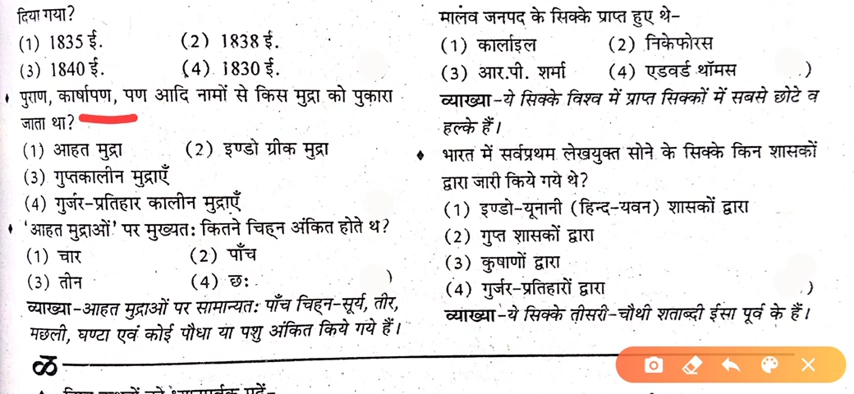 दिया गया?
(1) 1835 ई. (2) 1838 ई.
(3) 1840 ई. (4) 1830 ई.
पुराण, कार्षापण, पण आदि नामों से किस मुद्रा को पुकारा
जाता था?
(1) आहत मुद्रा (2) इण्डो ग्रीक मुद्रा
(3) गुप्तकालीन मुद्राएँ
(4) गुर्जर-प्रतिहार कालीन मुद्राएँ
'आहत मुद्राओं' पर मुख्यत: कितने चिह्न अंकित होते थे?
(1) चार (2) पाँच
(3) तीन (4) छ: )
व्याख्या-आहत मुद्राओं पर सामान्यत: पाँच चिह्न-सूर्य, तीर,
मछली, घण्टा एवं कोई पौधा या पशु अंकित किये गये हैं।
मालव जनपद के सिक्के प्राप्त हुए थे-
(1) कार्लाइल (2) निकेफोरस
(3) आर.पी. शर्मा (4) एडवर्ड थॉमस )
व्याख्या-ये सिक्के विश्व में प्राप्त सिक्कों में सबसे छोटे व
हल्के हैं।
भारत में सर्वप्रथम लेखयुक्त सोने के सिक्के किन शासकों
द्वारा जारी किये गये थे?
(1) इण्डो-यूनानी (हिन्द-यवन) शासकों द्वारा
(2) गुप्त शासकों द्वारा
(3) कुषाणों द्वारा
(4) गुर्जर-प्रतिहारों द्वारा )
व्याख्या-ये सिक्के तीसरी-चौथी शताब्दी ईसा पूर्व के हैं।